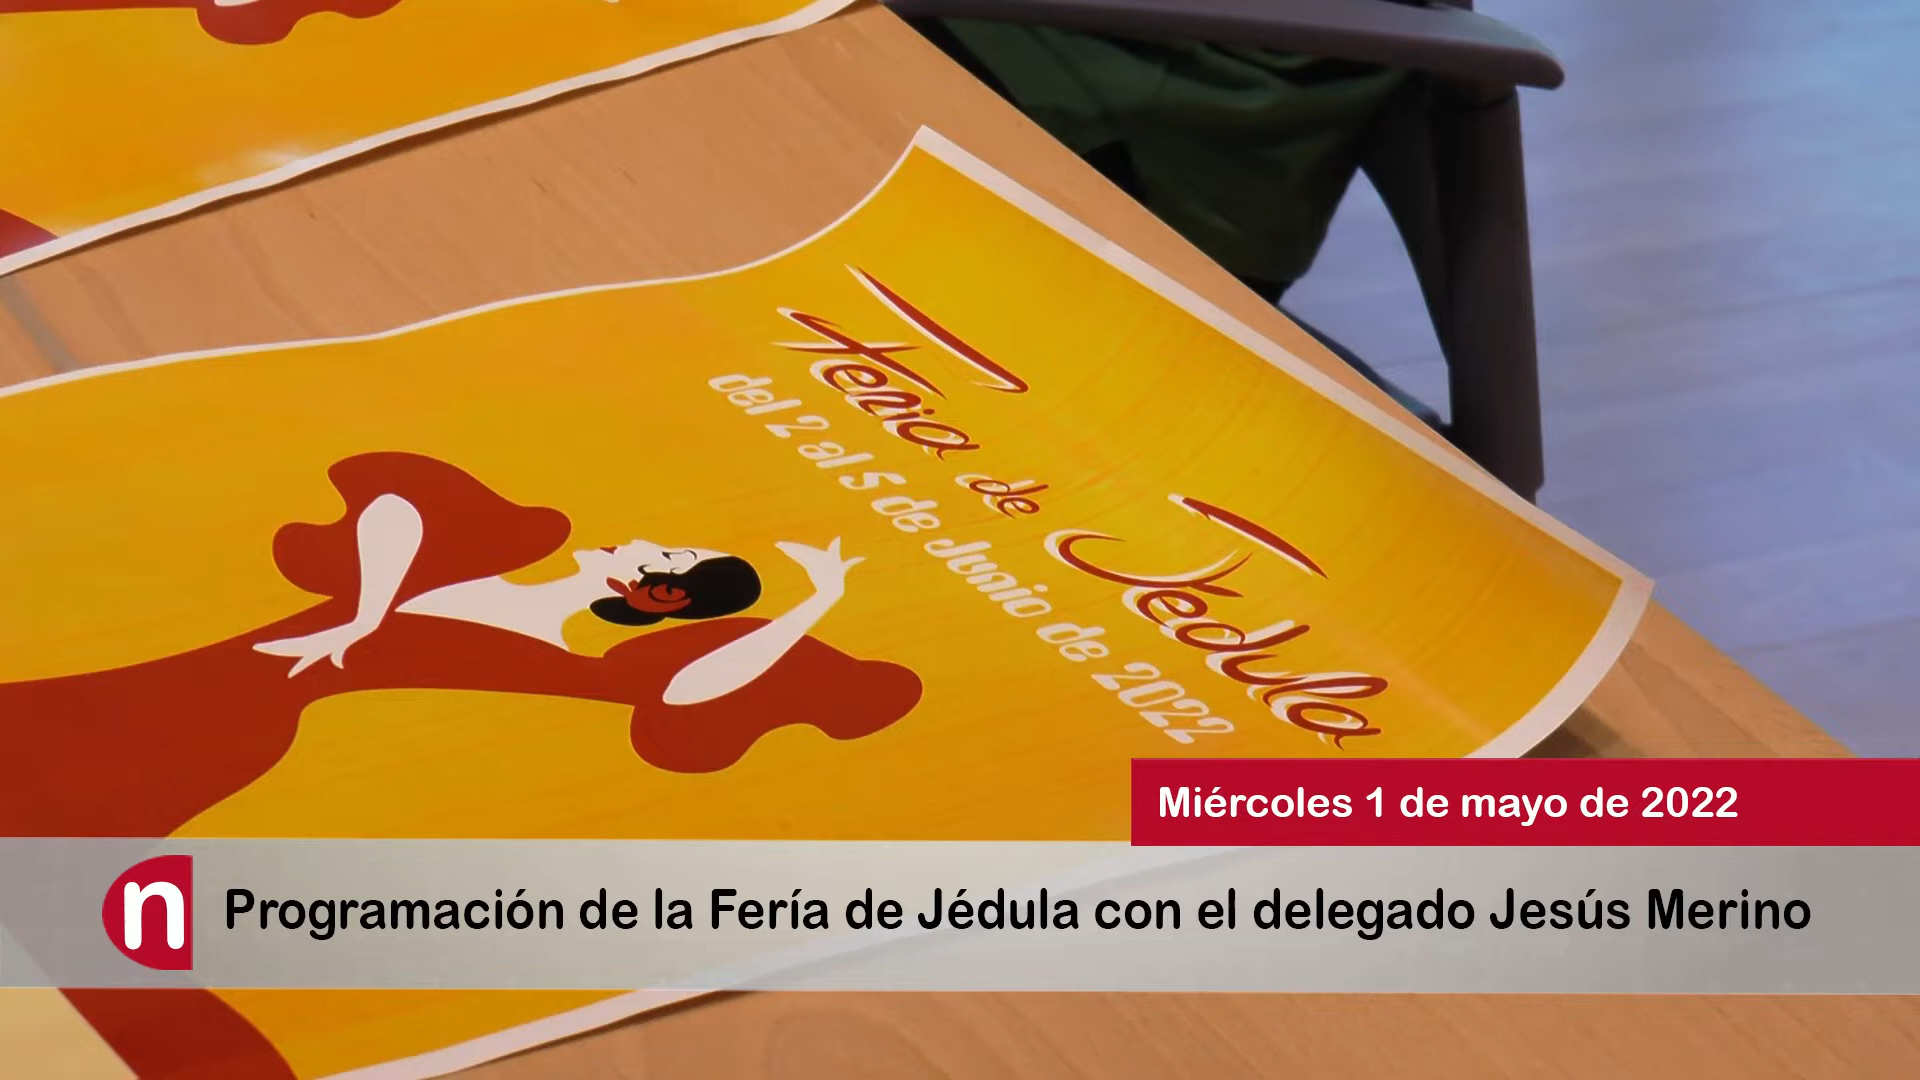 Feria de Jédula
del 2 al 5 de Junio de 2022
Miércoles 1 de mayo de 2022
n
Programación de la Fería de Jédula con el delegado Jesús Merino